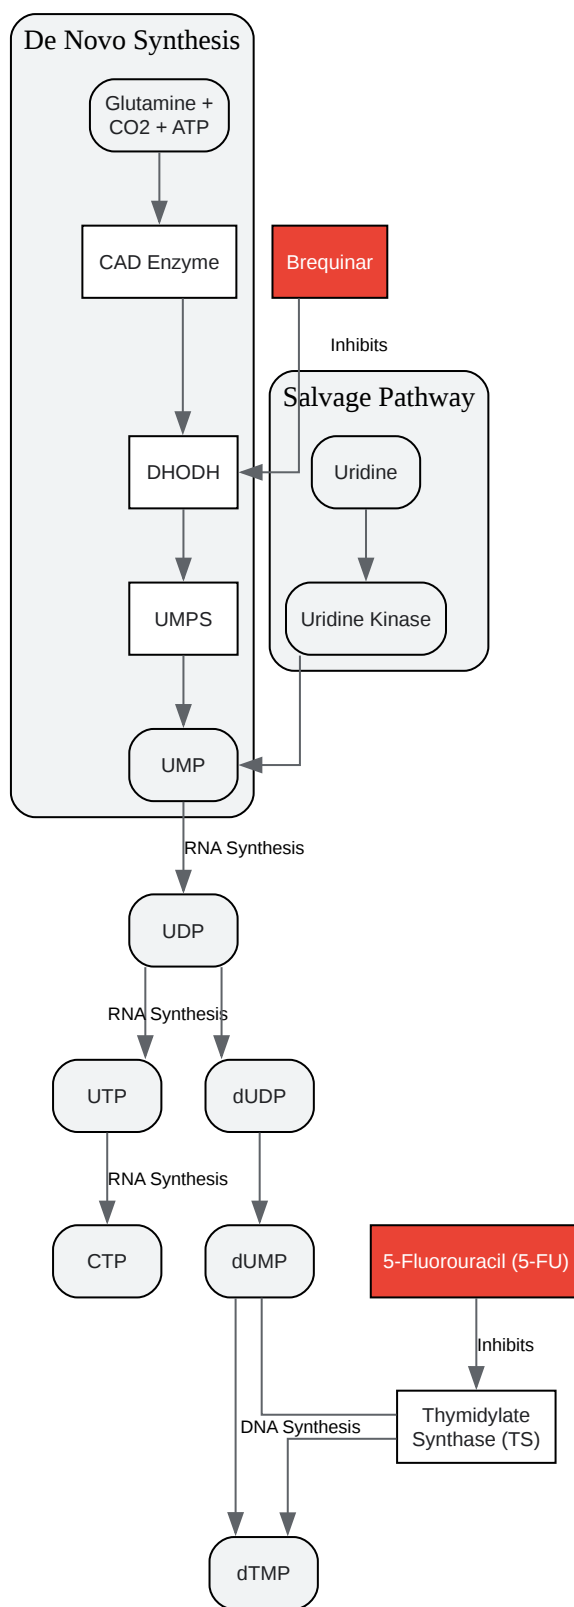 De Novo Synthesis
Glutamine +
CO2 + ATP
CAD Enzyme
Brequinar
Inhibits
Salvage Pathway
DHODH
Uridine
UMPS
Uridine Kinase
UMP
RNA Synthesis
UDP
RNA Synthesis
UTP
dUDP
RNA Synthesis
CTP
dUMP
5-Fluorouracil (5-FU)
Inhibits
Thymidylate
Synthase (TS)
DNA Synthesis
dTMP